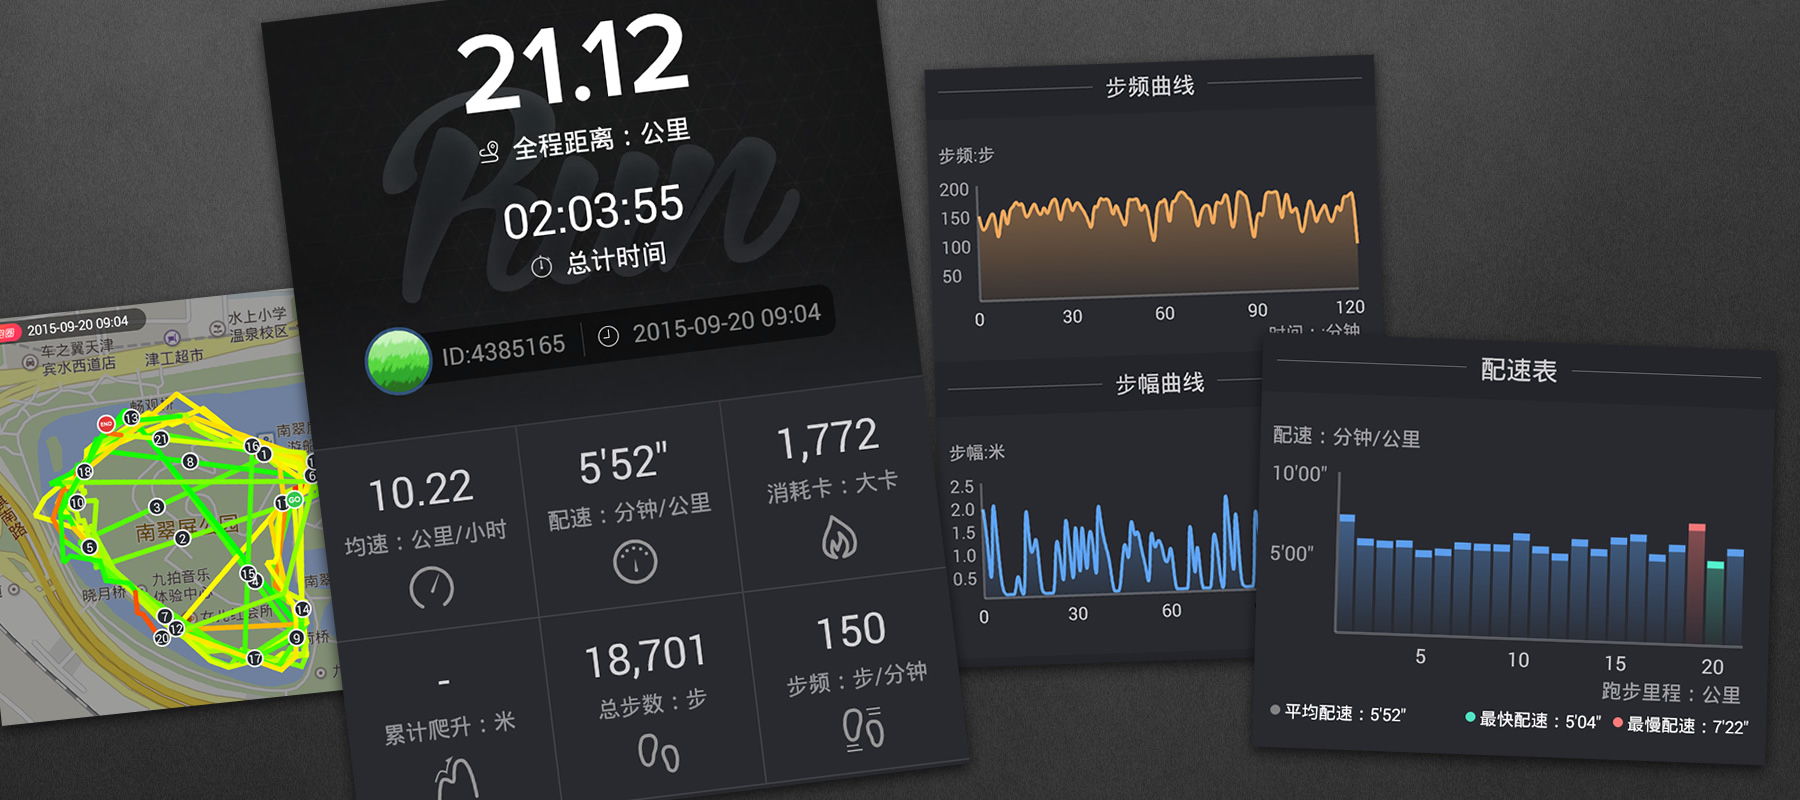 2015-09-20 09:04
水上小学
温泉校区
车之翼天津
宾水西道店
津工超市
畅观桥
END
13
21
16
1
8
18
6
10
11
GO
3
南翠屏公园
2
5
15
4
九拍音乐
体验中心
晓月桥
7
12
20
14
9
17
21.12
全程距离：公里
Run
02:03:55
总计时间
ID:4385165
2015-09-20 09:04
10.22
均速：公里/小时
5'52"
配速：分钟/公里
1,772
消耗卡：大卡
-
累计爬升：米
18,701
总步数：步
150
步频：步/分钟
步频曲线
步频:步
200
150
100
50
0 30 60 90 120
时间：分钟
步幅曲线
步幅:米
2.5
2.0
1.5
1.0
0.5
0 30 60
配速表
配速：分钟/公里
10'00"
5'00"
5 10 15 20
跑步里程：公里
平均配速：5'52" 最快配速：5'04" 最慢配速：7'22"